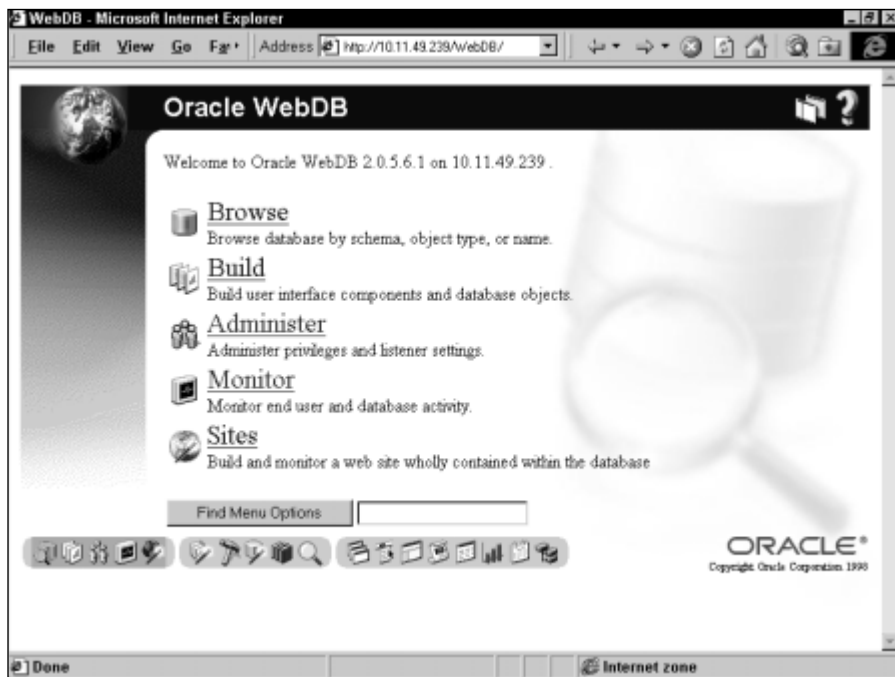 WebDB - Microsoft Internet Explorer
File Edit View Go Far Address http://10.11.49.239/WebDB/
Oracle WebDB
Welcome to Oracle WebDB 2.0.5.6.1 on 10.11.49.239 .
Browse
Browse database by schema, object type, or name.
Build
Build user interface components and database objects.
Administer
Administer privileges and listener settings.
Monitor
Monitor end user and database activity.
Sites
Build and monitor a web site wholly contained within the database
Find Menu Options
ORACLE®
Copyright Oracle Corporation 1998
Done Internet zone